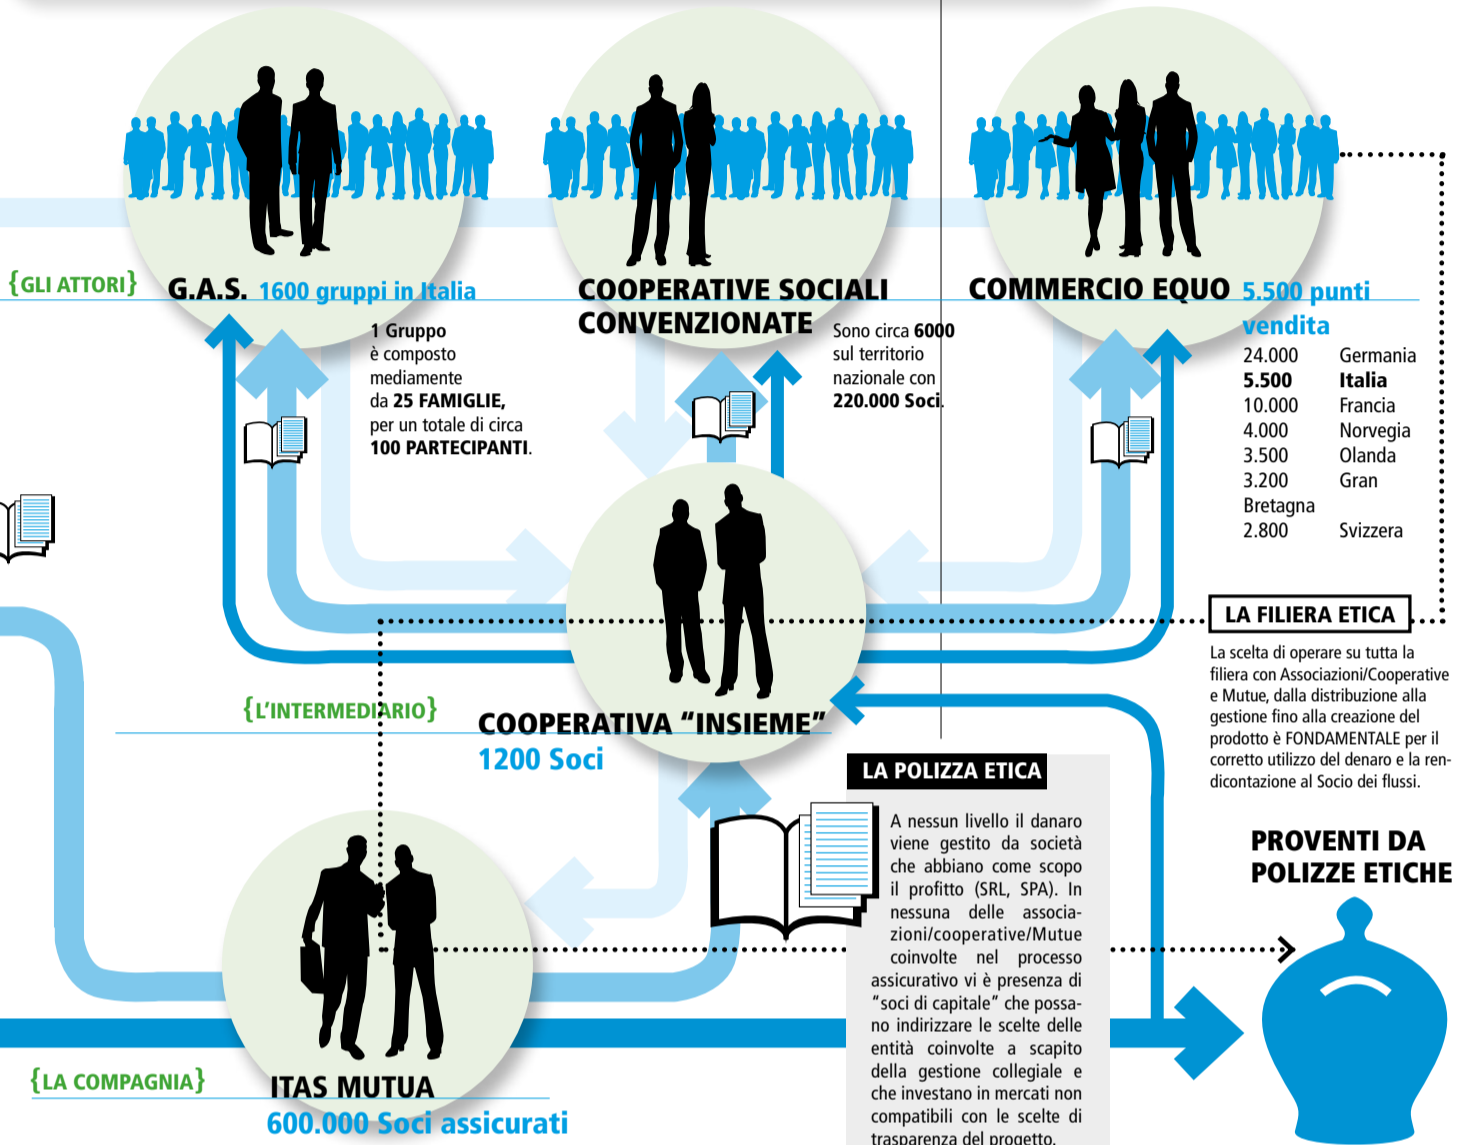 {GLI ATTORI}
G.A.S. 1600 gruppi in Italia
1 Gruppo
è composto
mediamente
da 25 FAMIGLIE,
per un totale di circa
100 PARTECIPANTI.
COOPERATIVE SOCIALI
CONVENZIONATE
Sono circa 6000
sul territorio
nazionale con
220.000 Soci.
COMMERCIO EQUO 5.500 punti
vendita
24.000 Germania
5.500 Italia
10.000 Francia
4.000 Norvegia
3.500 Olanda
3.200 Gran
Bretagna
2.800 Svizzera
LA FILIERA ETICA
La scelta di operare su tutta la
filiera con Associazioni/Cooperative
e Mutue, dalla distribuzione alla
gestione fino alla creazione del
prodotto è FONDAMENTALE per il
corretto utilizzo del denaro e la ren-
dicontazione al Socio dei flussi.
{L'INTERMEDIARIO}
COOPERATIVA “INSIEME”
1200 Soci
LA POLIZZA ETICA
A nessun livello il danaro
viene gestito da società
che abbiano come scopo
il profitto (SRL, SPA). In
nessuna delle associa-
zioni/cooperative/Mutue
coinvolte nel processo
assicurativo vi è presenza di
“soci di capitale” che possa-
no indirizzare le scelte delle
entità coinvolte a scapito
della gestione collegiale e
che investano in mercati non
compatibili con le scelte di
trasparenza del progetto.
PROVENTI DA
POLIZZE ETICHE
{LA COMPAGNIA}
ITAS MUTUA
600.000 Soci assicurati